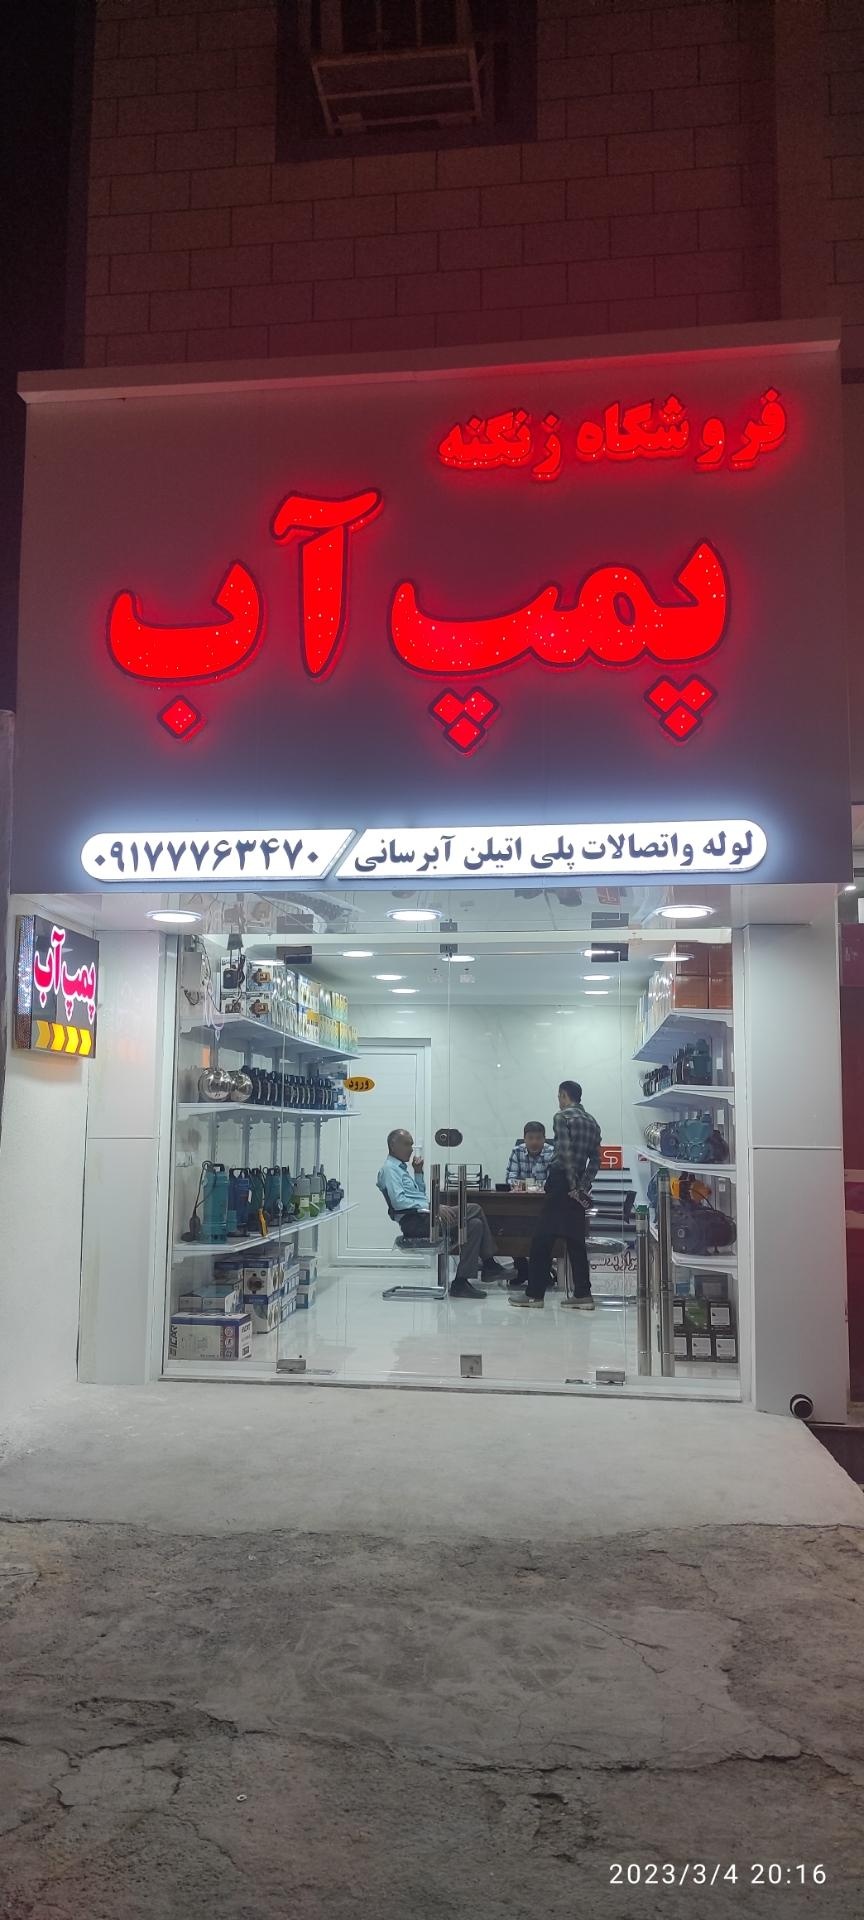 فروشگاه زنگنه
پمپ آب
لوله واتصالات پلی اتیلن آبرسانی
۰۹۱۷۷۷۶۳۴۷۰
پمپ آب
ورود
2023/3/4 20:16